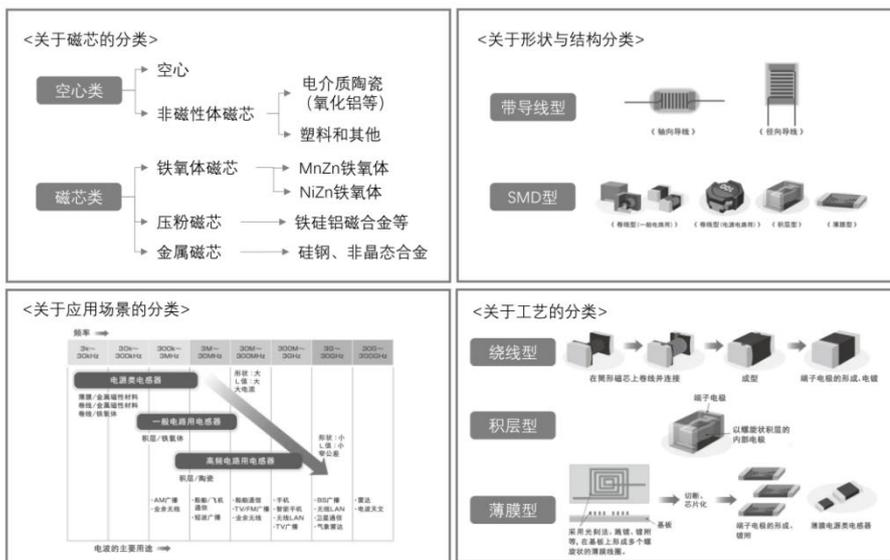 <关于磁芯的分类>
空心类
空心
非磁性体磁芯
电介质陶瓷
（氧化铝等）
塑料和其他
磁芯类
铁氧体磁芯
MnZn铁氧体
NiZn铁氧体
压粉磁芯
铁硅铝磁合金等
金属磁芯
硅钢、非晶态合金
<关于形状与结构分类>
带导线型
（轴向导线）
（径向导线）
SMD型
（卷线型(一般电路用)）
（卷线型(电源电路用)）
（积层型）
（薄膜型）
<关于应用场景的分类>
频率
3k～
30kHz
30k～
300kHz
300k～
3MHz
3M～
30MHz
30M～
300MHz
300M～
3GHz
3G～
30GHz
30G～
300GHz
电源类电感器
薄膜/金属磁性材料
卷线/金属磁性材料
卷线/铁氧体
形状：大
L值：大
大电流
一般电路用电感器
积层/铁氧体
高频电路用电感器
积层/陶瓷
形状：小
L值：小
窄公差
·AM广播
·业余无线
·船舶/飞机
通信
·短波广播
·船舶通信
·TV/FM广播
·业余无线
·手机
·智能手机
·无线LAN
·TV广播
·BS广播
·无线LAN
·卫星通信
·气象雷达
·雷达
·电波天文
电波的主要用途
<关于工艺的分类>
绕线型
在筒形磁芯上卷线并连接
成型
端子电极的形成、电镀
积层型
端子电极
以螺旋状积层的
内部电极
薄膜型
基板
采用光刻法、溅镀、镀附
等，在基板上形成多个螺
旋状的薄膜线圈。
切断、
芯片化
端子电极的形成、
镀附
薄膜电源类电感器